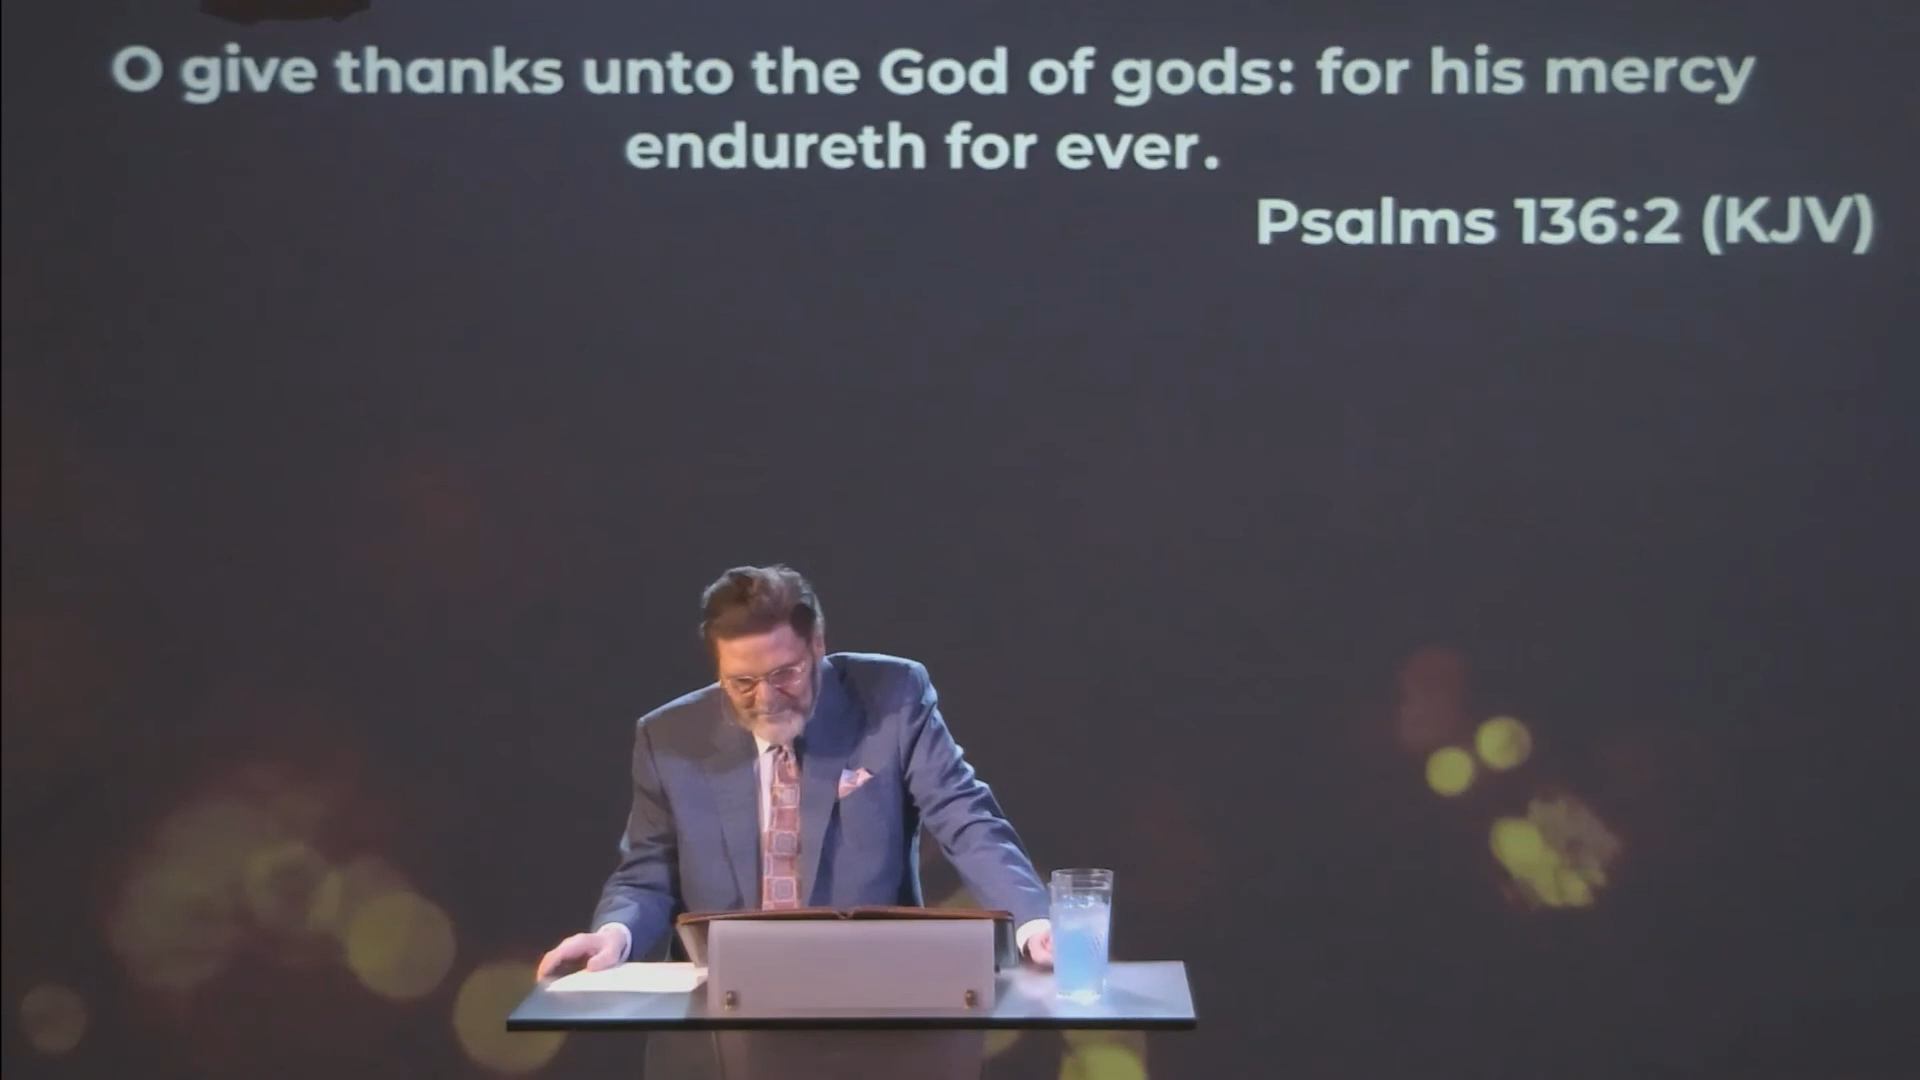 O give thanks unto the God of gods: for his mercy
endureth for ever.
Psalms 136:2 (KJV)